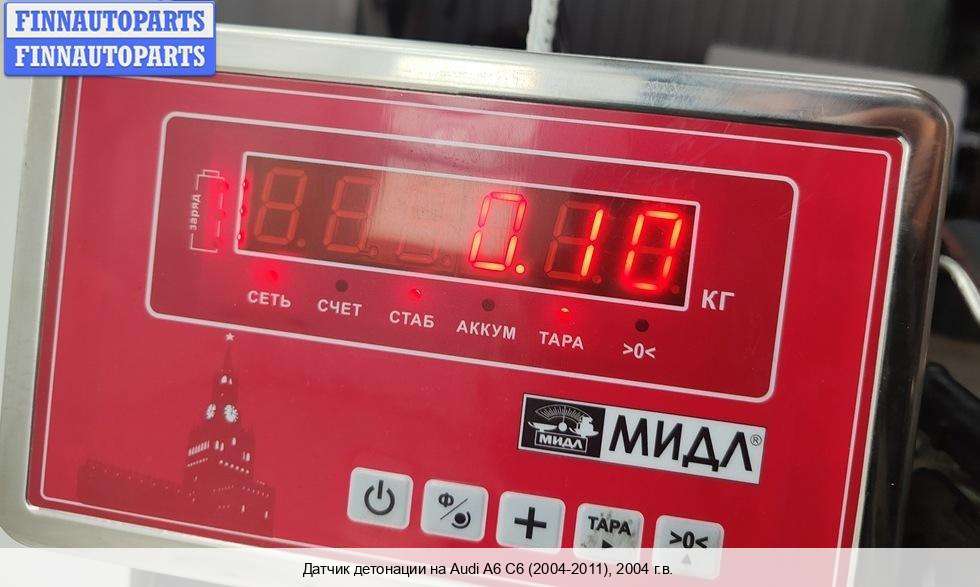 FINNAUTOPARTS
FINNAUTOPARTS
заряд
0.10
КГ
СЕТЬ СЧЕТ СТАБ АККУМ ТАРА >0<
МИДЛ МИДЛ®
Ф
+
ТАРА
>0<
Датчик детонации на Audi A6 C6 (2004-2011), 2004 г.в.